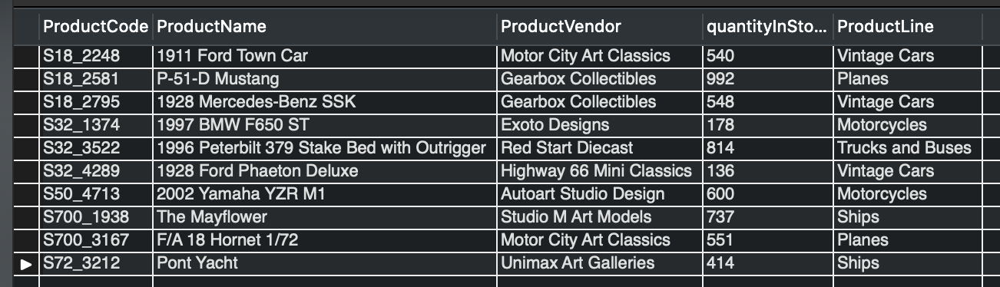 ProductCode ProductName ProductVendor quantityInSto... ProductLine
S18_2248 1911 Ford Town Car Motor City Art Classics 540 Vintage Cars
S18_2581 P-51-D Mustang Gearbox Collectibles 992 Planes
S18_2795 1928 Mercedes-Benz SSK Gearbox Collectibles 548 Vintage Cars
S32_1374 1997 BMW F650 ST Exoto Designs 178 Motorcycles
S32_3522 1996 Peterbilt 379 Stake Bed with Outrigger Red Start Diecast 814 Trucks and Buses
S32_4289 1928 Ford Phaeton Deluxe Highway 66 Mini Classics 136 Vintage Cars
S50_4713 2002 Yamaha YZR M1 Autoart Studio Design 600 Motorcycles
S700_1938 The Mayflower Studio M Art Models 737 Ships
S700_3167 F/A 18 Hornet 1/72 Motor City Art Classics 551 Planes
S72_3212 Pont Yacht Unimax Art Galleries 414 Ships